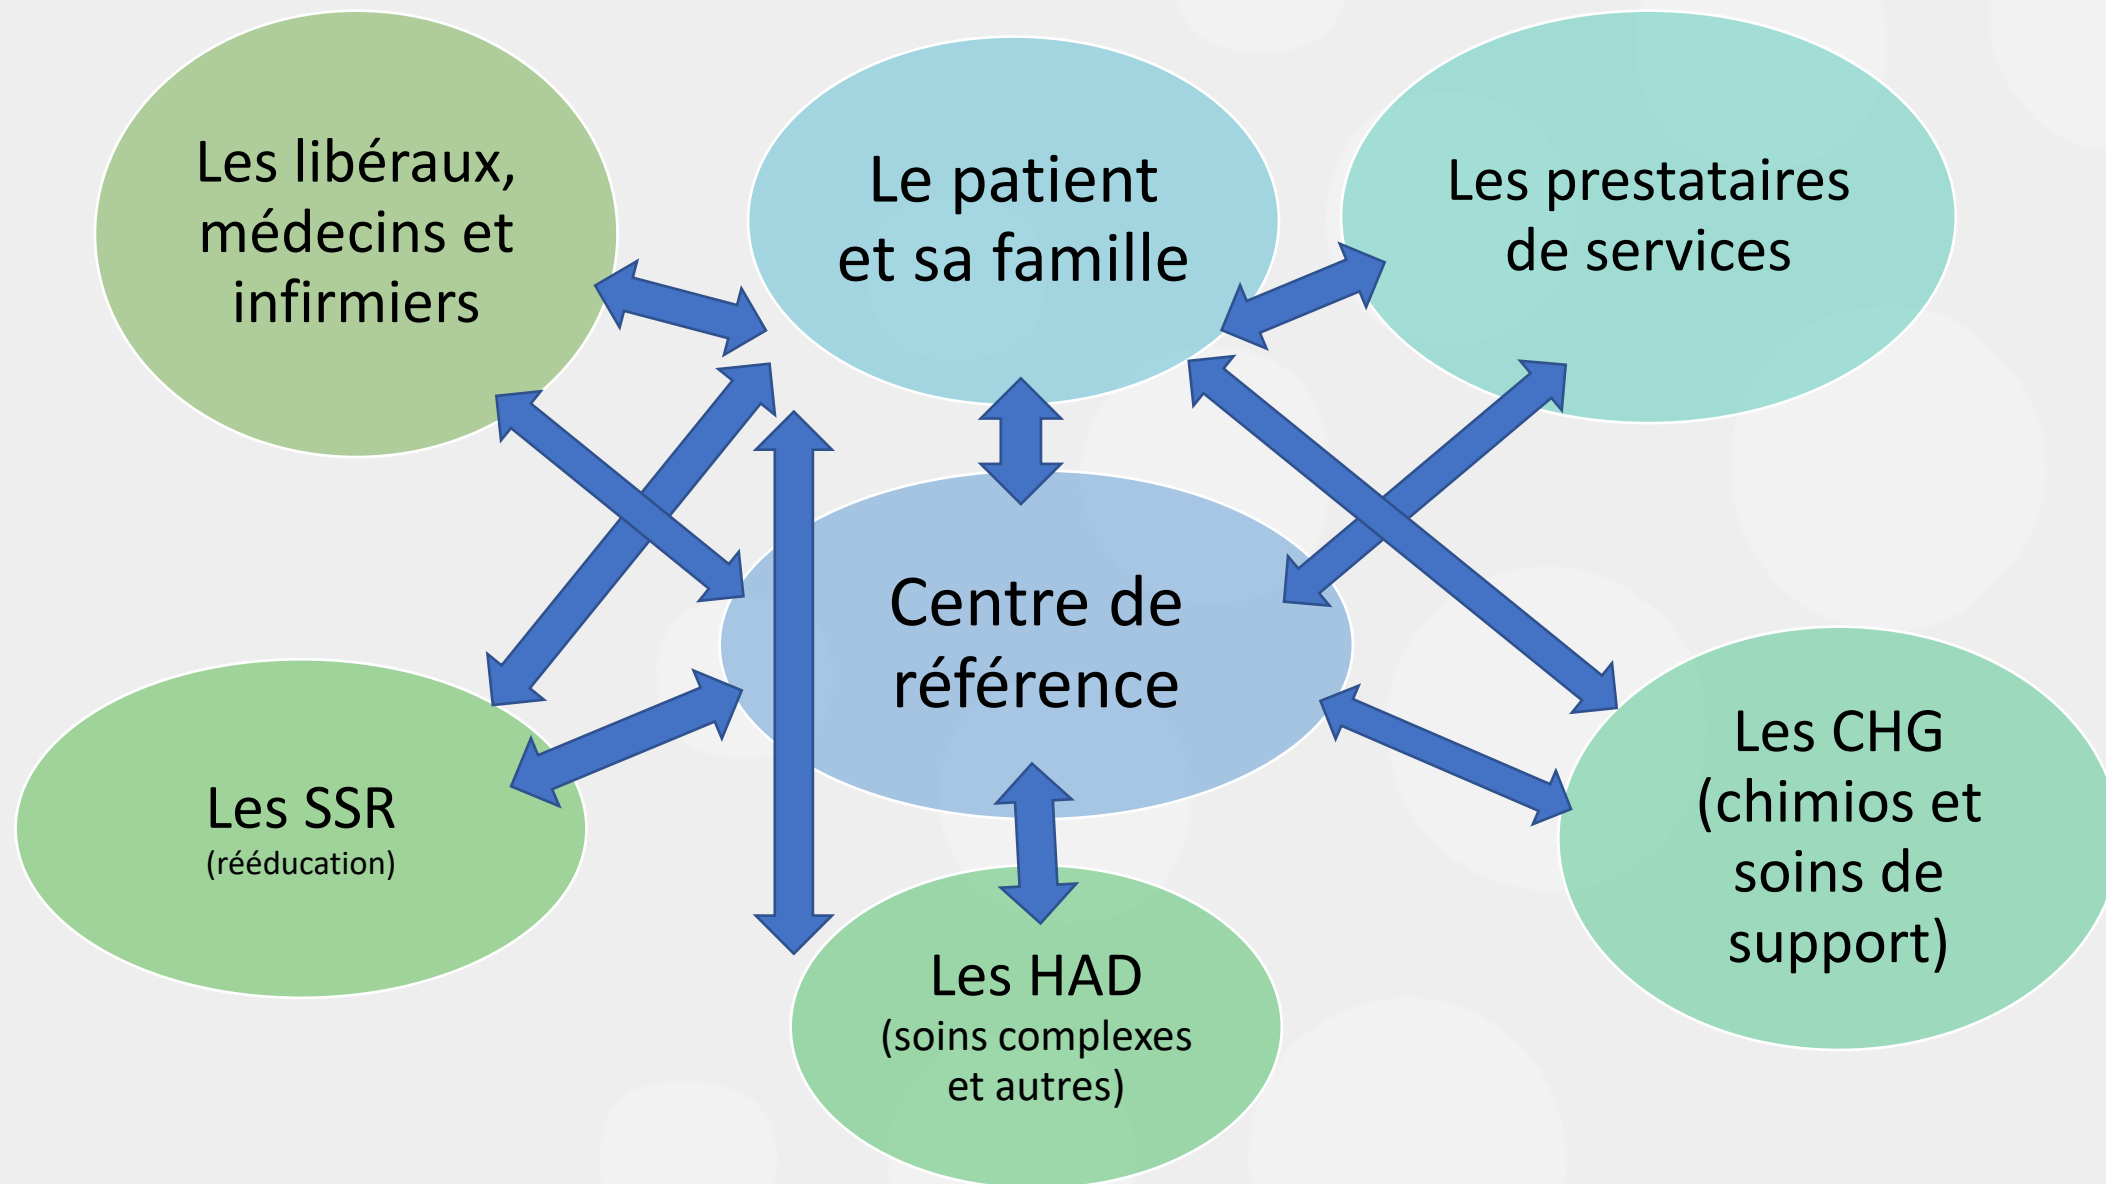 Les libéraux,
médecins et
infirmiers
Le patient
et sa famille
Les prestataires
de services
Centre de
référence
Les SSR
(rééducation)
Les HAD
(soins complexes
et autres)
Les CHG
(chimios et
soins de
support)